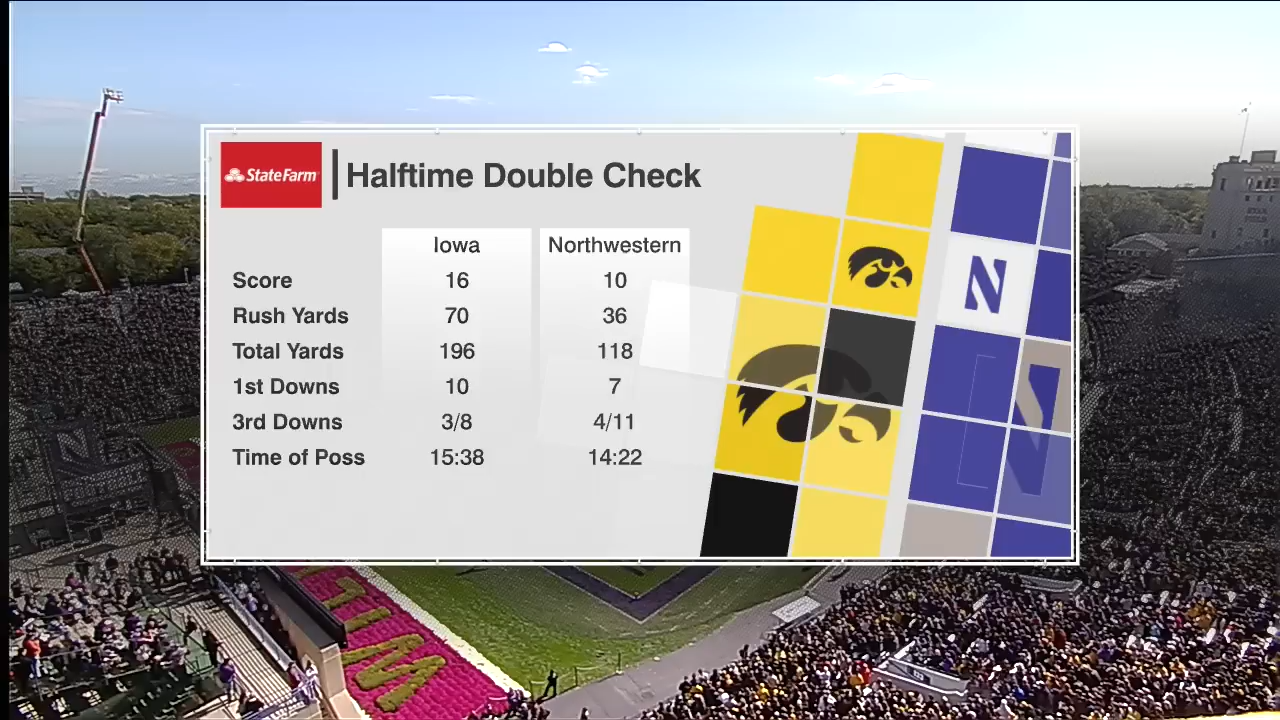 StateFarm
Halftime Double Check
Iowa Northwestern
Score 16 10
Rush Yards 70 36
Total Yards 196 118
1st Downs 10 7
3rd Downs 3/8 4/11
Time of Poss 15:38 14:22
N
N
N